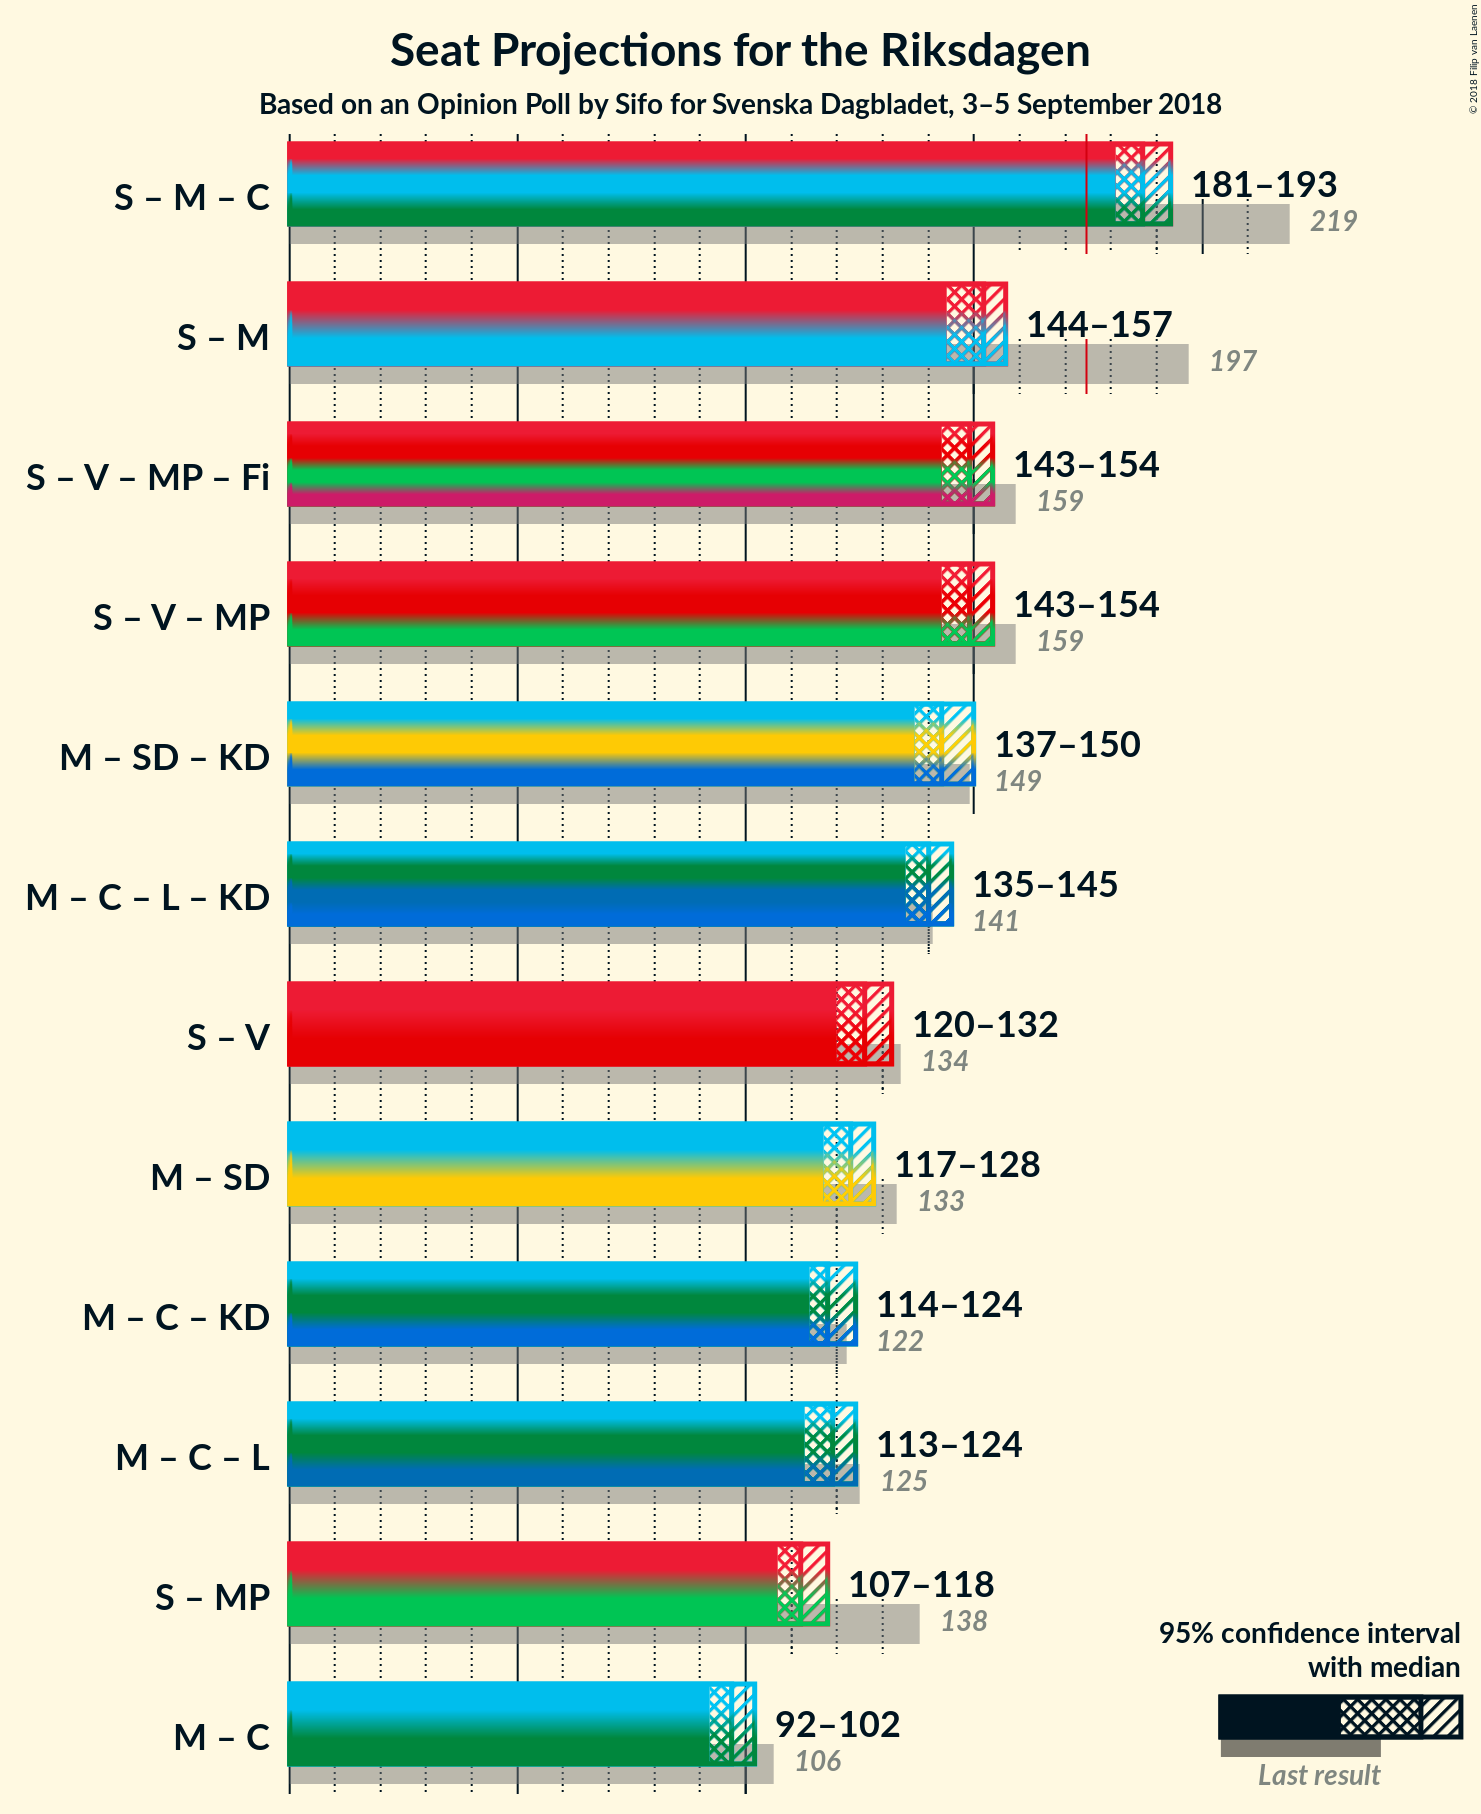 Seat Projections for the Riksdagen
Based on an Opinion Poll by Sifo for Svenska Dagbladet, 3–5 September 2018
© 2018 Filip van Laenen
S – M – C
181–193
219
S – M
144–157
197
S – V – MP – Fi
143–154
159
S – V – MP
143–154
159
M – SD – KD
137–150
149
M – C – L – KD
135–145
141
S – V
120–132
134
M – SD
117–128
133
M – C – KD
114–124
122
M – C – L
113–124
125
S – MP
107–118
138
M – C
92–102
106
95% confidence interval
with median
Last result